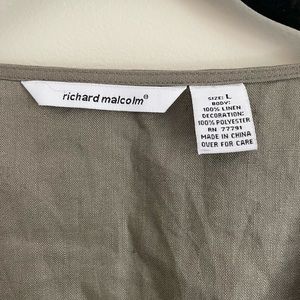 richard malcolm®
SIZE: L
BODY:
100% LINEN
DECORATION:
100% POLYESTER
RN 77791
MADE IN CHINA
OVER FOR CARE